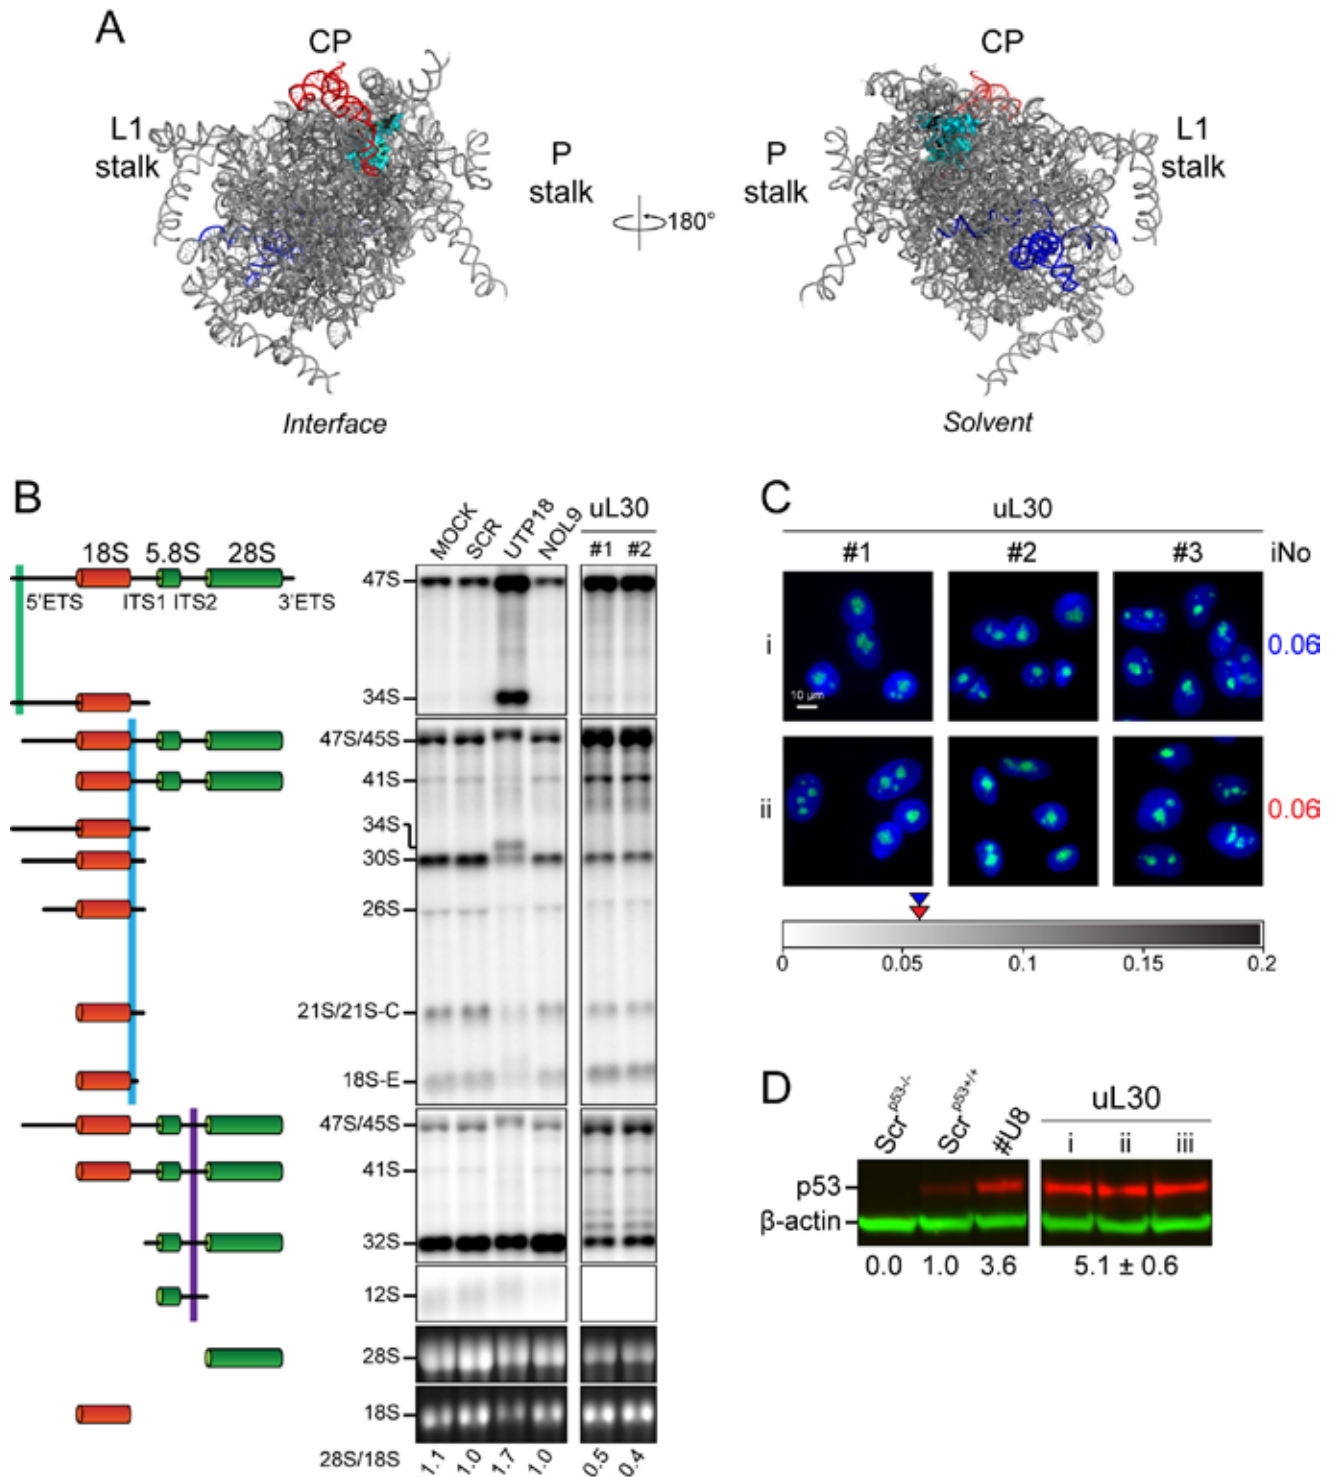 A
CP
L1
stalk
P
stalk
180°
Interface
CP
L1
stalk
P
stalk
Solvent
B
18S 5.8S 28S
5'ETS ITS1 ITS2 3'ETS
MOCK SCR UTP18 NOL9 uL30
#1 #2
47S
34S
47S/45S
41S
34S
30S
26S
21S/21S-C
18S-E
47S/45S
41S
32S
12S
28S
18S
28S/18S 1.1 1.0 1.7 1.0 0.5 0.4
C
uL30
#1 #2 #3 iNo
i 0.06
10 μm
ii 0.06
0 0.05 0.1 0.15 0.2
D
Scr p53-/- Scr p53+/+ #U8 uL30
i ii iii
p53
β-actin
0.0 1.0 3.6 5.1 ± 0.6